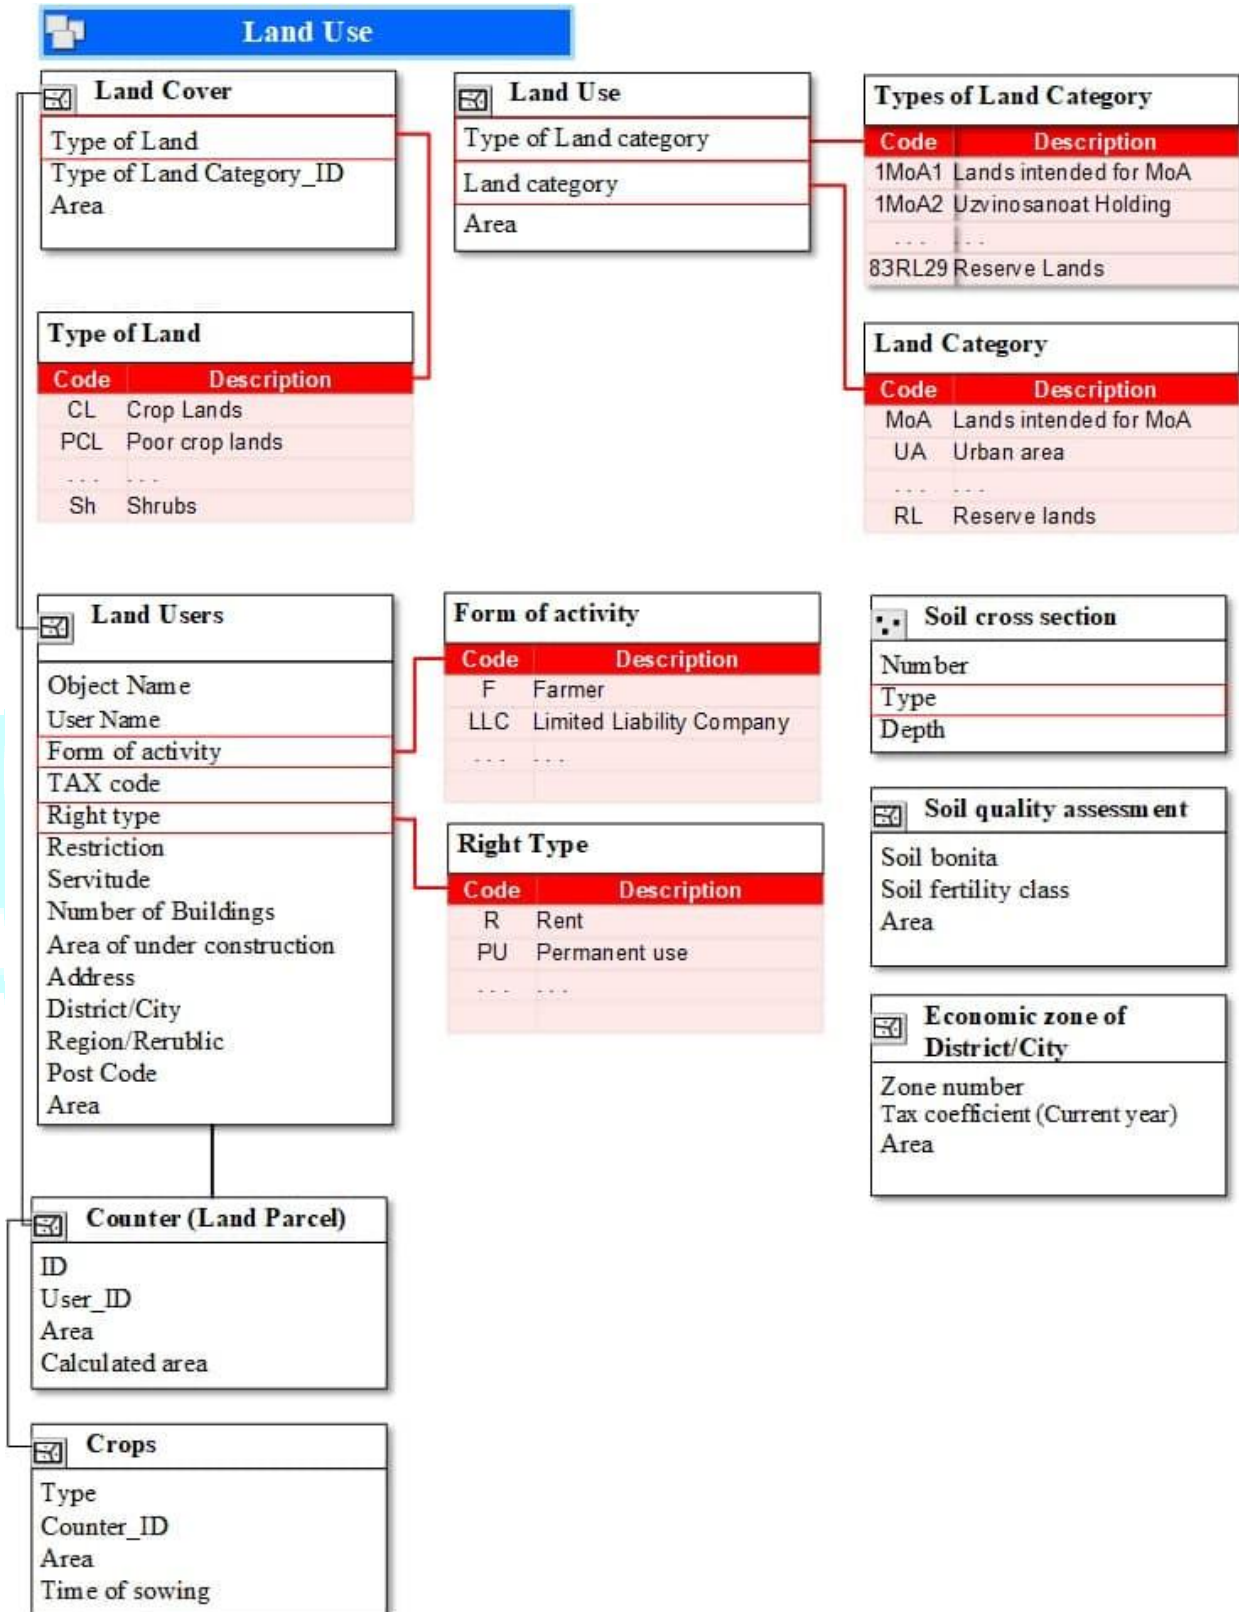 Land Use
Land Cover
Type of Land
Type of Land Category_ID
Area
Land Use
Type of Land category
Land category
Area
Types of Land Category
Code Description
1MoA1 Lands intended for MoA
1MoA2 Uzvinosanoat Holding
... ...
83RL29 Reserve Lands
Type of Land
Code Description
CL Crop Lands
PCL Poor crop lands
... ...
Sh Shrubs
Land Category
Code Description
MoA Lands intended for MoA
UA Urban area
... ...
RL Reserve lands
Land Users
Object Name
User Name
Form of activity
TAX code
Right type
Restriction
Servitude
Number of Buildings
Area of under construction
Address
District/City
Region/Rerublic
Post Code
Area
Form of activity
Code Description
F Farmer
LLC Limited Liability Company
... ...
Right Type
Code Description
R Rent
PU Permanent use
... ...
Soil cross section
Number
Type
Depth
Soil quality assessment
Soil bonita
Soil fertility class
Area
Economic zone of
District/City
Zone number
Tax coefficient (Current year)
Area
Counter (Land Parcel)
ID
User_ID
Area
Calculated area
Crops
Type
Counter_ID
Area
Time of sowing